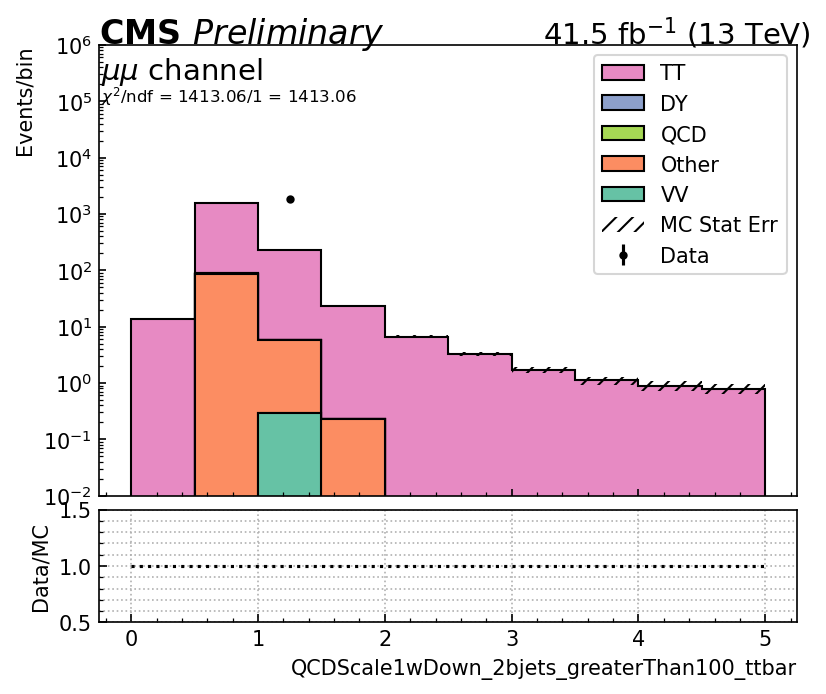 CMS Preliminary 41.5 fb⁻¹ (13 TeV)
Events/bin
μμ channel
χ²/ndf = 1413.06/1 = 1413.06
10⁶
10⁵
10⁴
10³
10²
10¹
10⁰
10⁻¹
10⁻²
TT
DY
QCD
Other
VV
MC Stat Err
Data
Data/MC
1.5
1.0
0.5
0 1 2 3 4 5
QCDScale1wDown_2bjets_greaterThan100_ttbar